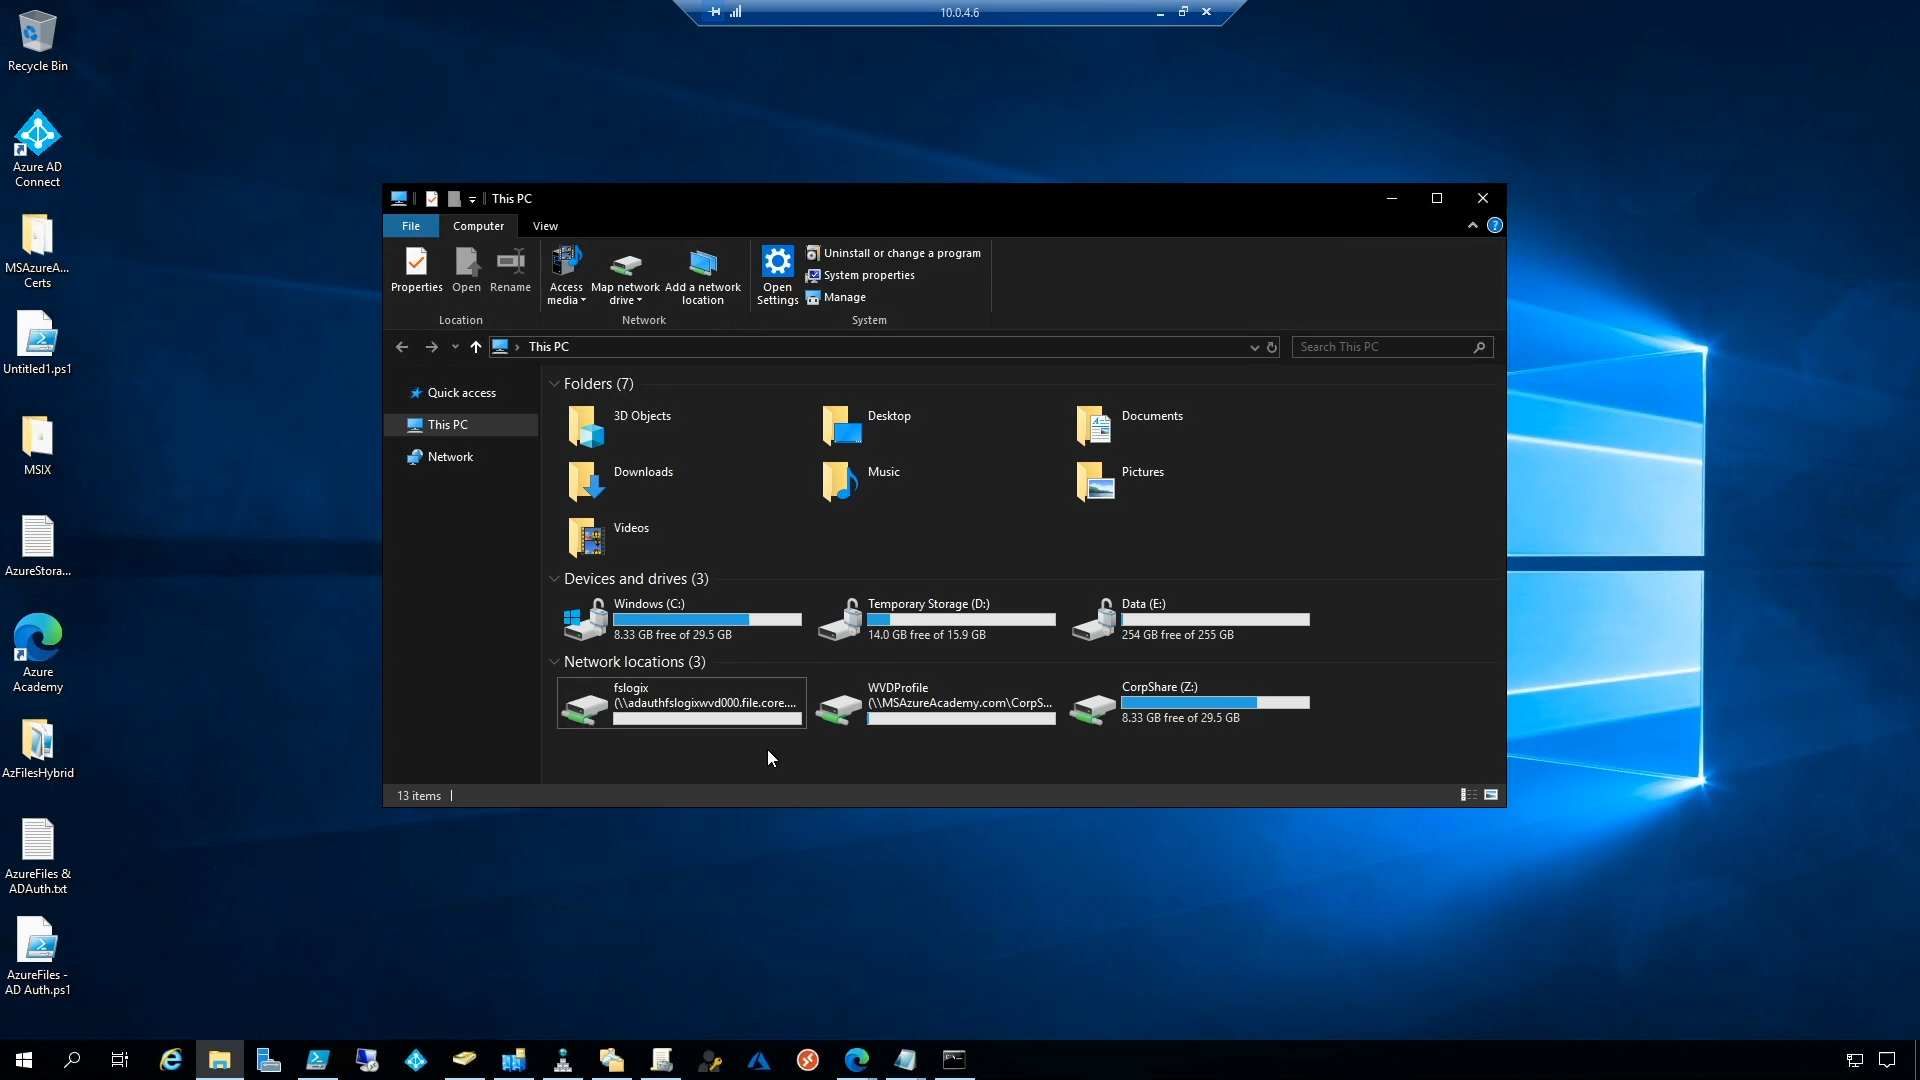 10.0.4.6
Recycle Bin
Azure AD
Connect
MSAzureA...
Certs
Untitled1.ps1
MSIX
AzureStora...
Azure
Academy
AzFilesHybrid
AzureFiles &
ADAuth.txt
AzureFiles -
AD Auth.ps1
This PC
File
Computer
View
Properties
Open
Rename
Access
media
Map network
drive
Add a network
location
Open
Settings
Uninstall or change a program
System properties
Manage
Location
Network
System
This PC
Search This PC
Quick access
This PC
Network
Folders (7)
3D Objects
Desktop
Documents
Downloads
Music
Pictures
Videos
Devices and drives (3)
Windows (C:)
8.33 GB free of 29.5 GB
Temporary Storage (D:)
14.0 GB free of 15.9 GB
Data (E:)
254 GB free of 255 GB
Network locations (3)
fslogix
(\\adauthfslogixwvd000.file.core....
WVDProfile
(\\MSAzureAcademy.com\CorpS...
CorpShare (Z:)
8.33 GB free of 29.5 GB
13 items